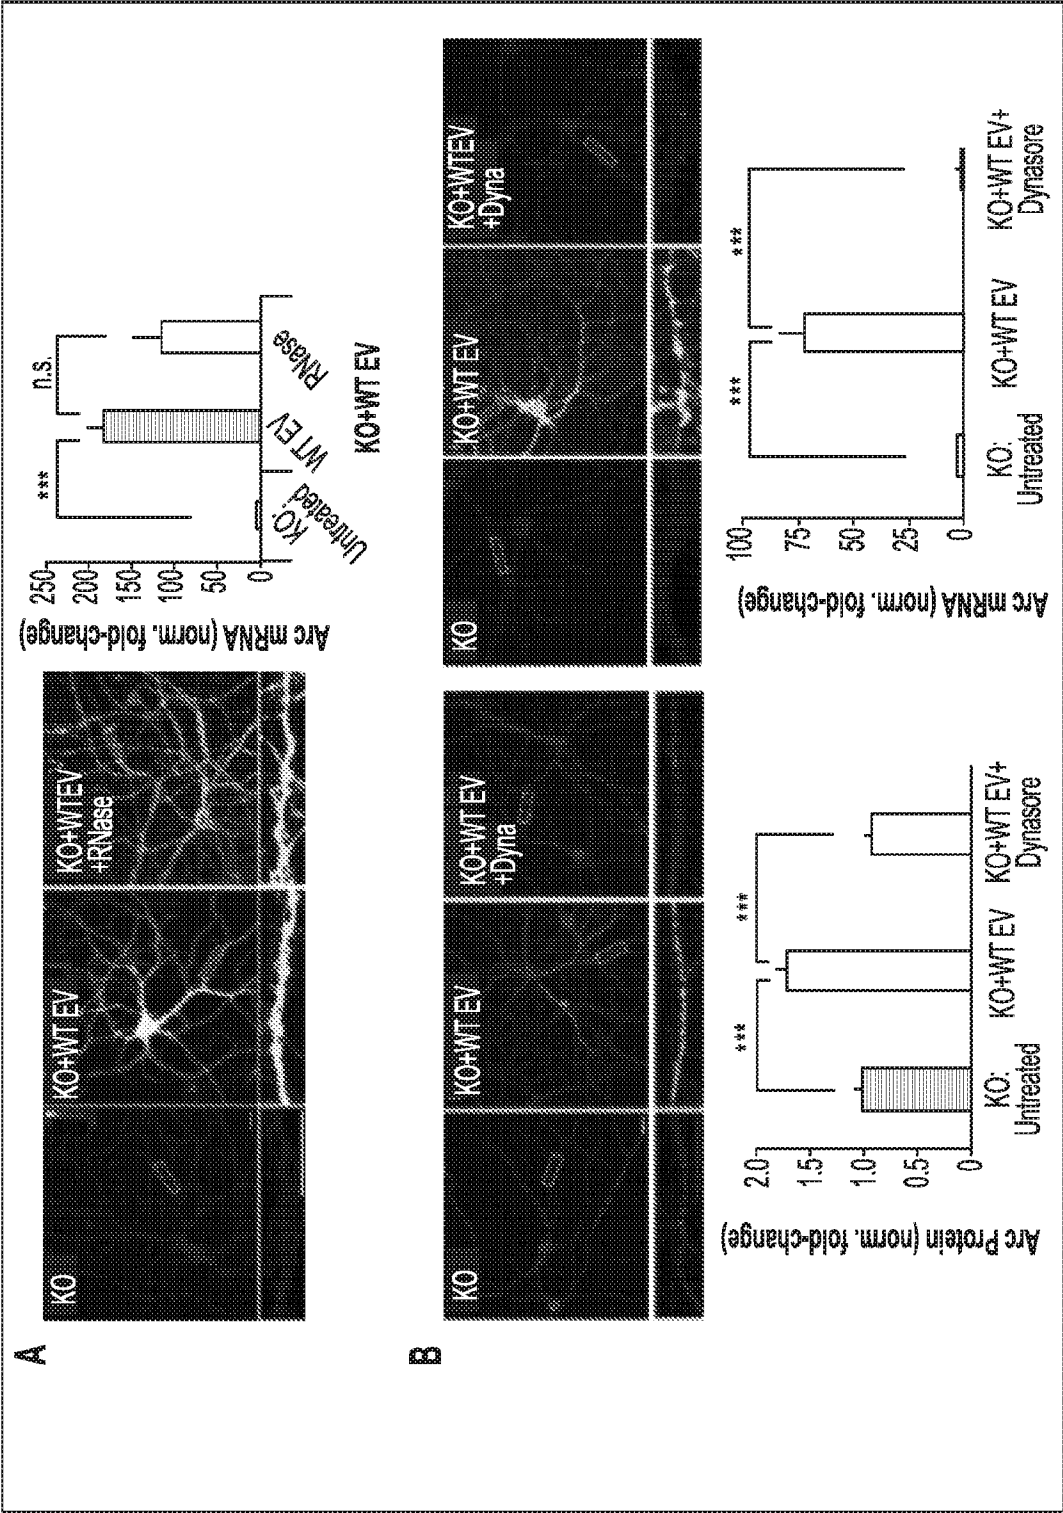 A
KO
KO+WT EV
KO+WTEV
+RNase
Arc mRNA (norm. fold-change)
250
200
150
100
50
0
***
n.s.
KO:
Untreated
WT EV
RNase
KO+WT EV
B
KO
KO+WT EV
KO+WT EV
+Dyna
KO
KO+WT EV
KO+WTEV
+Dyna
Arc Protein (norm. fold-change)
2.0
1.5
1.0
0.5
0
***
***
KO:
Untreated
KO+WT EV
KO+WT EV+
Dynasore
Arc mRNA (norm. fold-change)
100
75
50
25
0
***
***
KO:
Untreated
KO+WT EV
KO+WT EV+
Dynasore